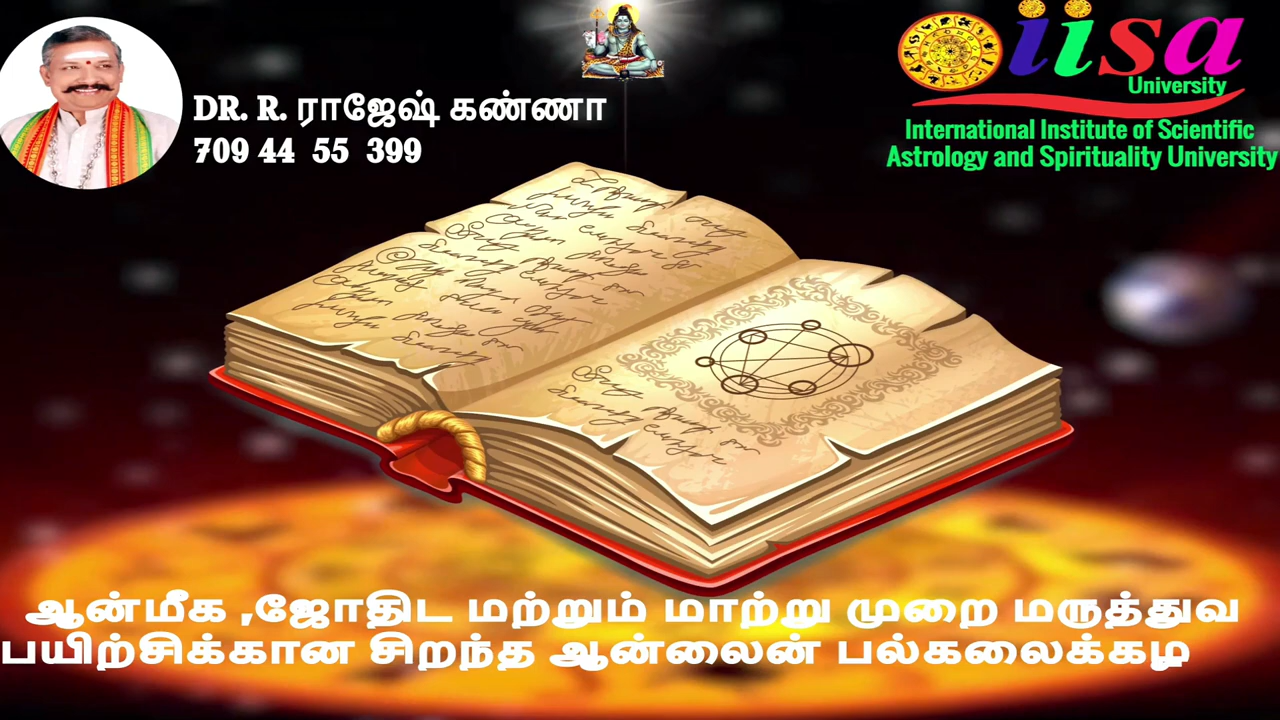 DR. R. ராஜேஷ் கண்ணா
709 44 55 399
iisa
University
International Institute of Scientific
Astrology and Spirituality University
ஆன்மீக ,ஜோதிட மற்றும் மாற்று முறை மருத்துவ
பயிற்சிக்கான சிறந்த ஆன்லைன் பல்கலைக்கழ